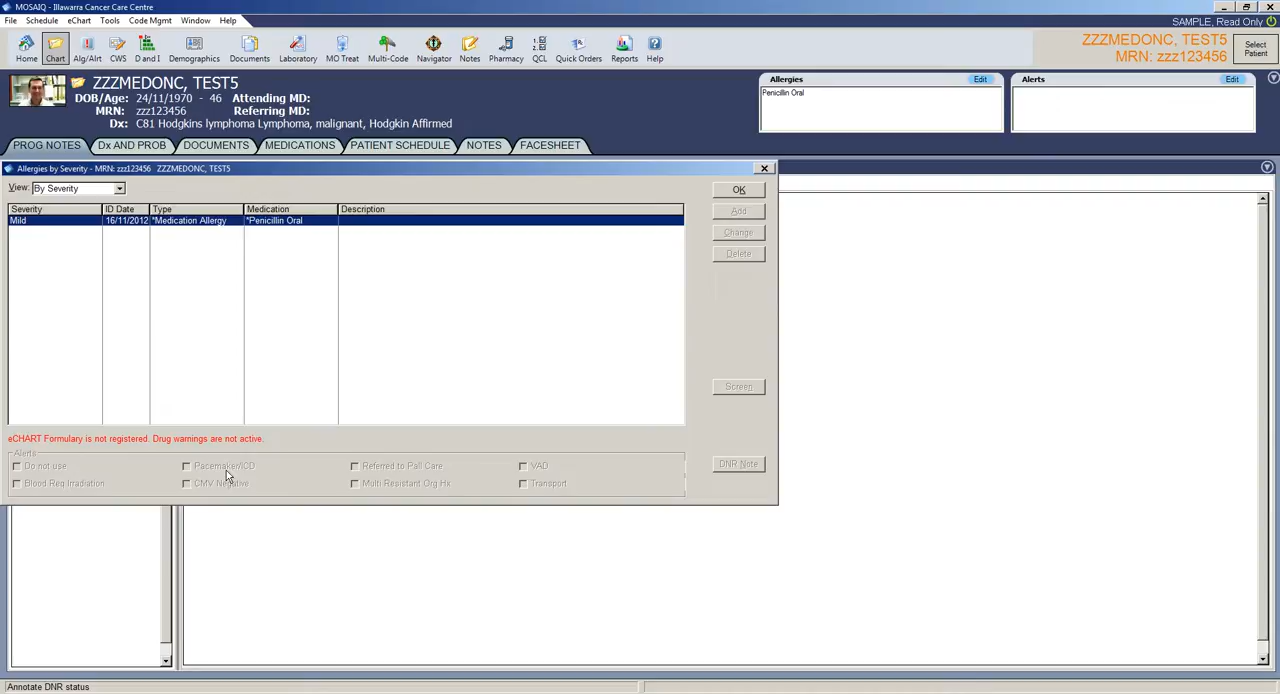 MOSAIQ - Illawarra Cancer Care Centre
File Schedule eChart Tools Code Mgmt Window Help
SAMPLE, Read Only
Home Chart Alg/Alrt CWS D and I Demographics Documents Laboratory MO Treat Multi-Code Navigator Notes Pharmacy QCL Quick Orders Reports Help
ZZZMEDONC, TEST5
MRN: zzz123456
Select
Patient
ZZZMEDONC, TEST5
DOB/Age: 24/11/1970 - 46 Attending MD:
MRN: zzz123456 Referring MD:
Dx: C81 Hodgkins lymphoma Lymphoma, malignant, Hodgkin Affirmed
Allergies Edit
Penicillin Oral
Alerts Edit
PROG NOTES Dx AND PROB DOCUMENTS MEDICATIONS PATIENT SCHEDULE NOTES FACESHEET
Allergies by Severity - MRN: zzz123456 ZZZMEDONC, TEST5
View: By Severity
OK
Severity ID Date Type Medication Description
Mild 16/11/2012 *Medication Allergy *Penicillin Oral
Add
Change
Delete
Screen
eCHART Formulary is not registered. Drug warnings are not active.
Alerts
Do not use Pacemaker/ICD Referred to Pall Care VAD
DNR Note
Blood Req Irradiation CMV Negative Multi Resistant Org Hx Transport
Annotate DNR status